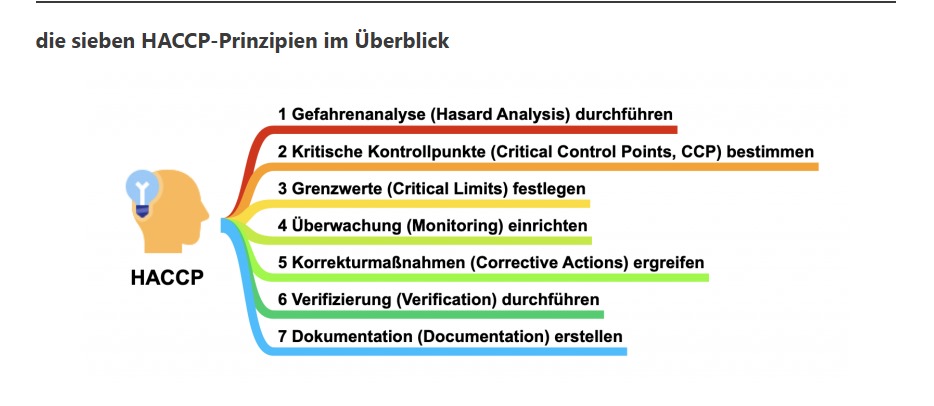 die sieben HACCP-Prinzipien im Überblick
1 Gefahrenanalyse (Hasard Analysis) durchführen
2 Kritische Kontrollpunkte (Critical Control Points, CCP) bestimmen
3 Grenzwerte (Critical Limits) festlegen
4 Überwachung (Monitoring) einrichten
5 Korrekturmaßnahmen (Corrective Actions) ergreifen
6 Verifizierung (Verification) durchführen
7 Dokumentation (Documentation) erstellen
HACCP